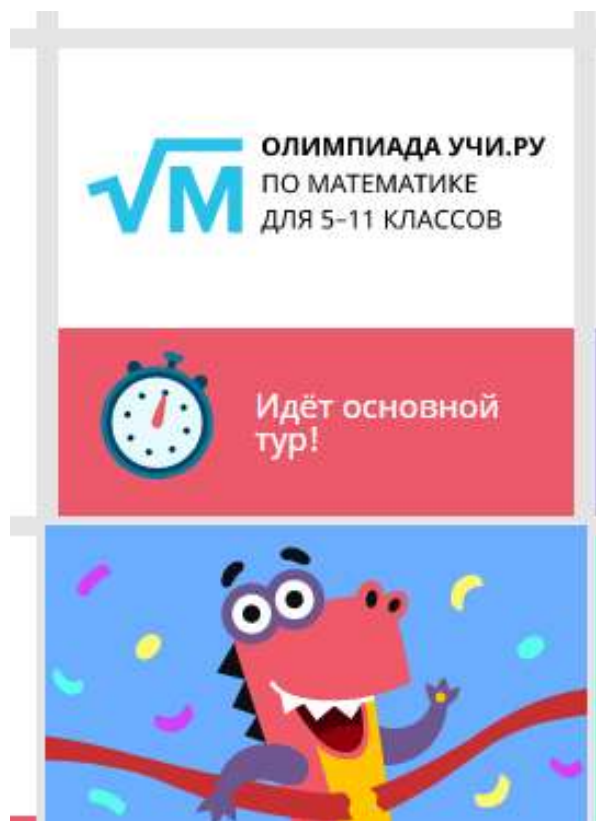 √М
ОЛИМПИАДА УЧИ.РУ
ПО МАТЕМАТИКЕ
ДЛЯ 5–11 КЛАССОВ
Идёт основной
тур!